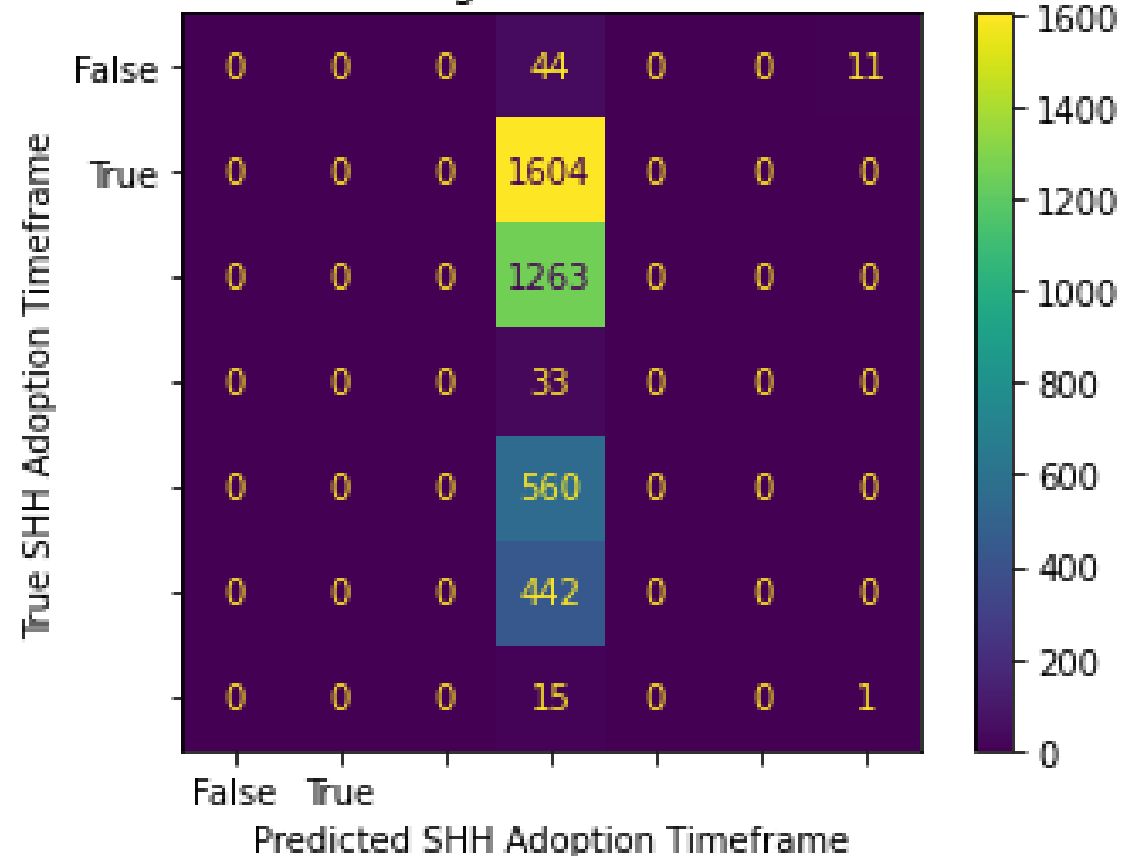 False 0 0 0 44 0 0 11
True 0 0 0 1604 0 0 0
0 0 0 1263 0 0 0
0 0 0 33 0 0 0
0 0 0 560 0 0 0
0 0 0 442 0 0 0
0 0 0 15 0 0 1
False True
Predicted SHH Adoption Timeframe
True SHH Adoption Timeframe
1600
1400
1200
1000
800
600
400
200
0